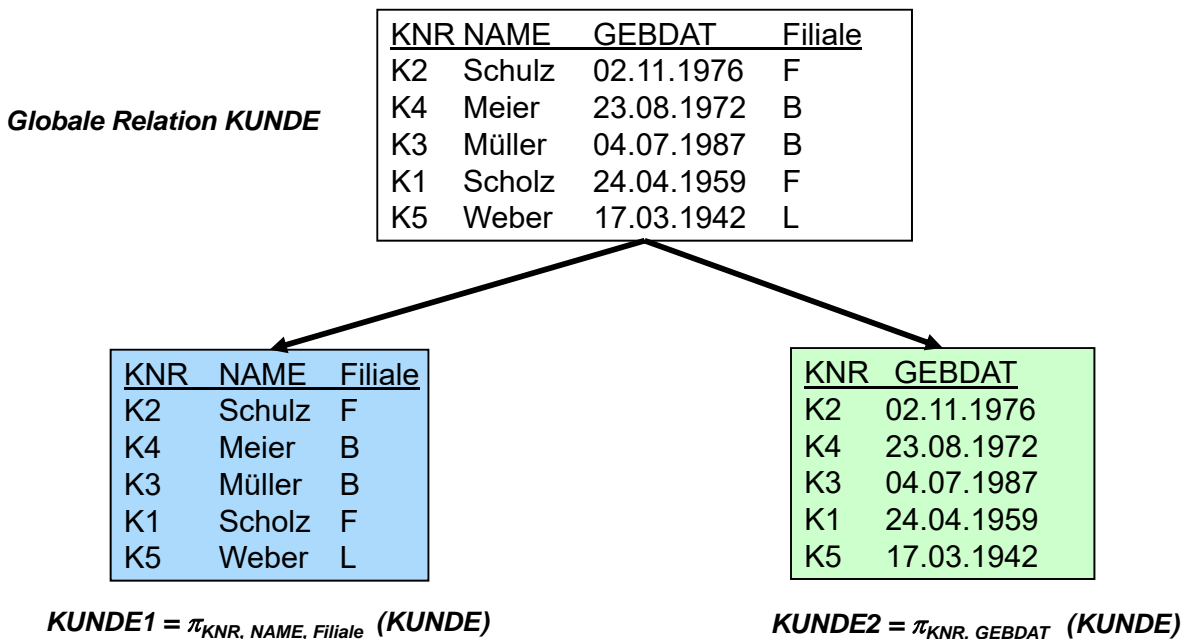 KNR NAME GEBDAT Filiale
K2 Schulz 02.11.1976 F
K4 Meier 23.08.1972 B
Globale Relation KUNDE
K3 Müller 04.07.1987 B
K1 Scholz 24.04.1959 F
K5 Weber 17.03.1942 L
KNR NAME Filiale
K2 Schulz F
K4 Meier B
K3 Müller B
K1 Scholz F
K5 Weber L
KUNDE1 = π KNR, NAME, Filiale (KUNDE)
KNR GEBDAT
K2 02.11.1976
K4 23.08.1972
K3 04.07.1987
K1 24.04.1959
K5 17.03.1942
KUNDE2 = π KNR, GEBDAT (KUNDE)